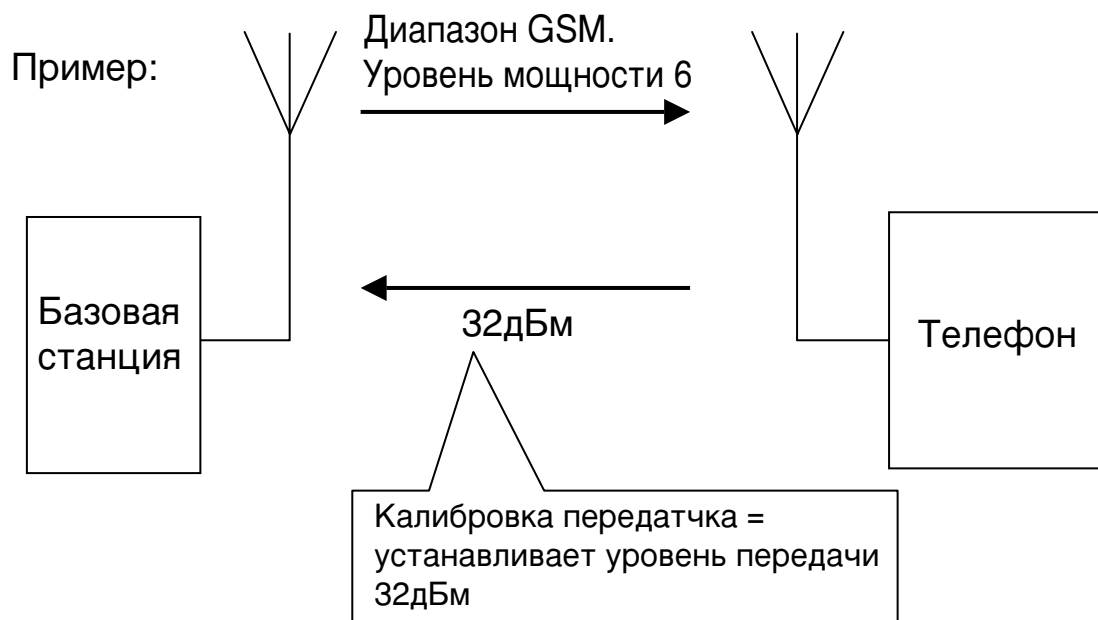 Пример:
Диапазон GSM.
Уровень мощности 6
Базовая
станция
32дБм
Телефон
Калибровка передатчка =
устанавливает уровень передачи
32дБм